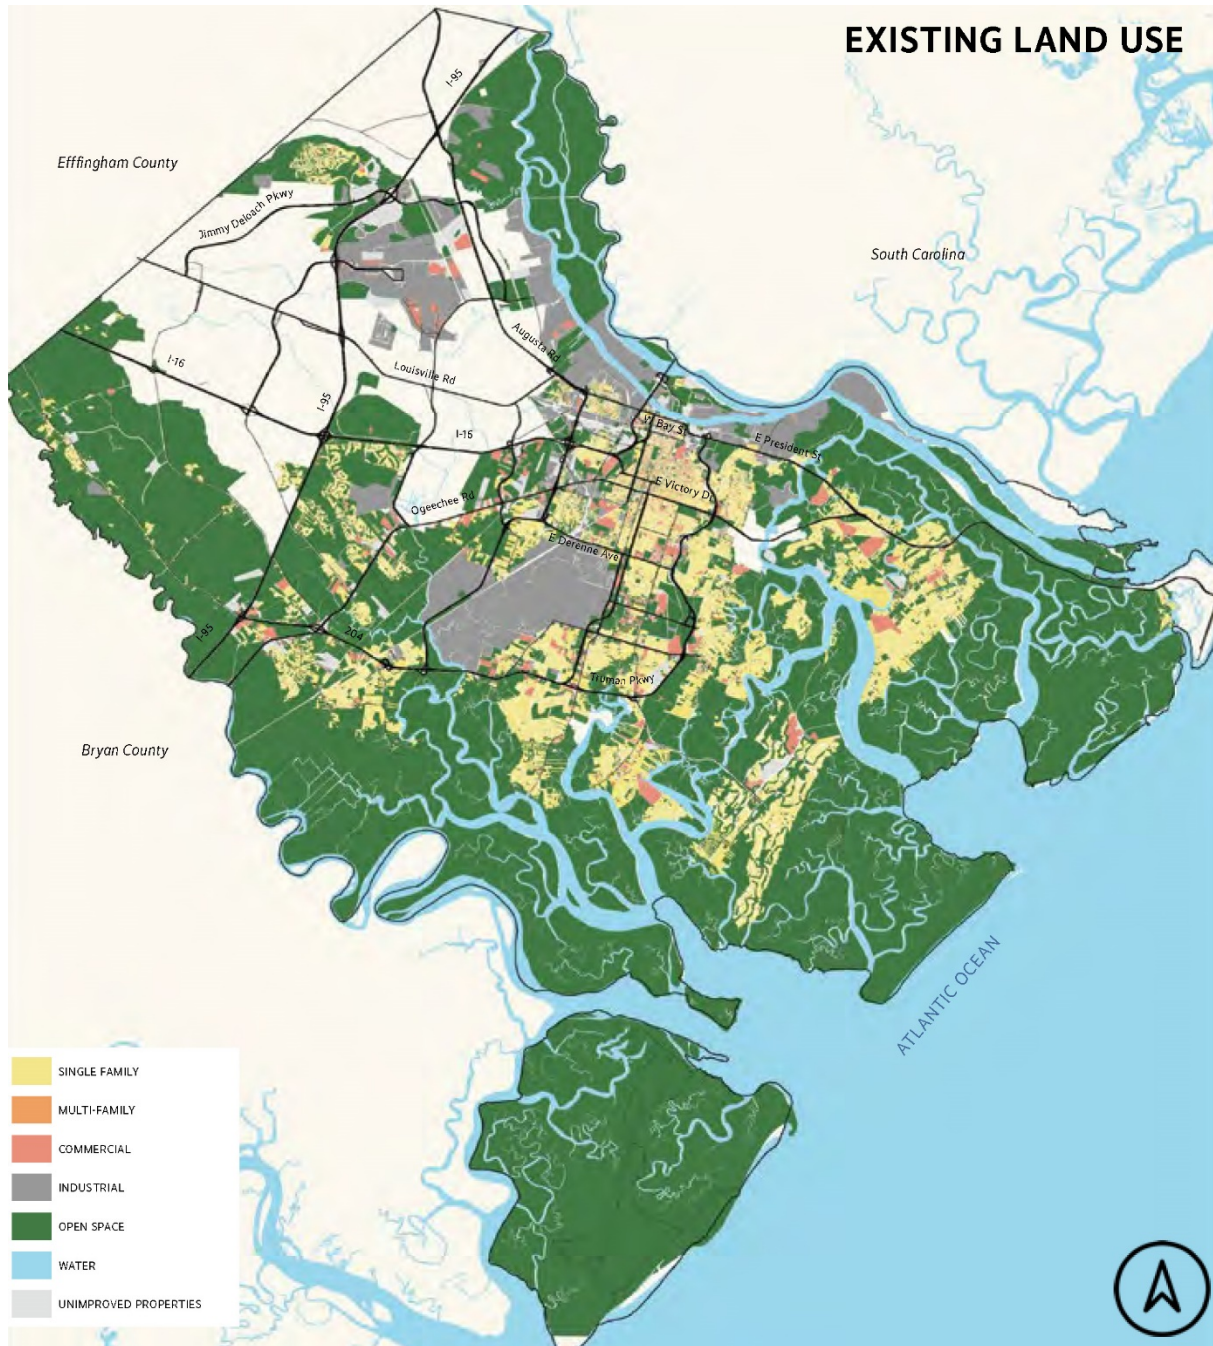 EXISTING LAND USE
I-95
Efffingham County
Jimmy Deloach Pkwy
South Carolina
Augusta Rd
I-16
Louisville Rd
I-95
W Bay St
I-16
E President St
E Victory Dr
Ogeechee Rd
E Derenne Ave
I-95
204
Truman Pkwy
Bryan County
ATLANTIC OCEAN
SINGLE FAMILY
MULTI-FAMILY
COMMERCIAL
INDUSTRIAL
OPEN SPACE
WATER
UNIMPROVED PROPERTIES